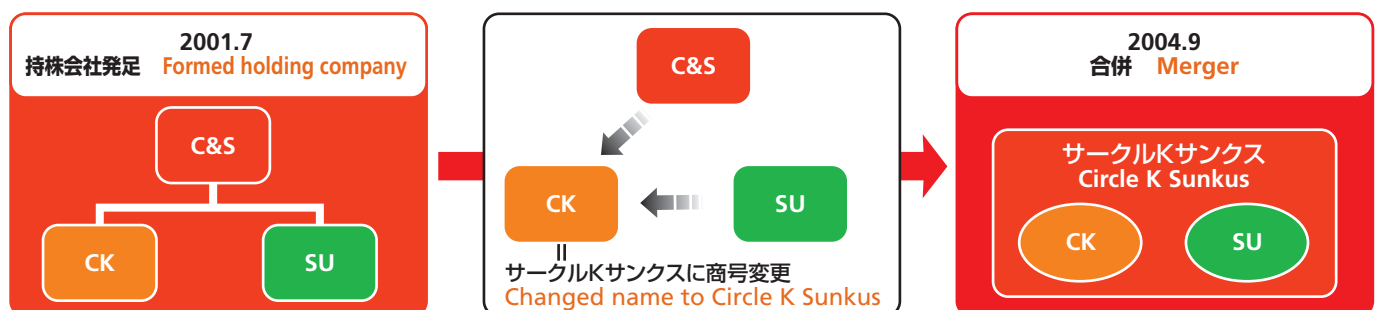 2001.7
持株会社発足 Formed holding company
C&S
CK
SU
C&S
CK
SU
=
サークルKサンクスに商号変更
Changed name to Circle K Sunkus
2004.9
合併 Merger
サークルKサンクス
Circle K Sunkus
CK
SU